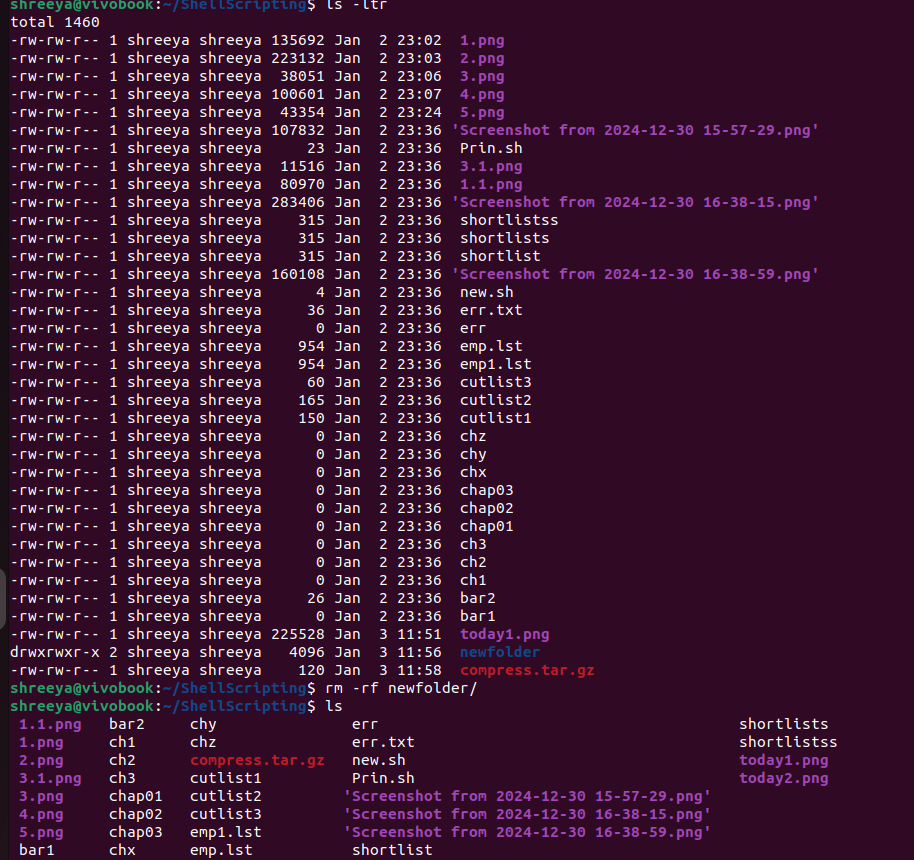 shreeya@vivobook:~/ShellScripting$ ls -ltr
total 1460
-rw-rw-r-- 1 shreeya shreeya 135692 Jan  2 23:02  1.png
-rw-rw-r-- 1 shreeya shreeya 223132 Jan  2 23:03  2.png
-rw-rw-r-- 1 shreeya shreeya  38051 Jan  2 23:06  3.png
-rw-rw-r-- 1 shreeya shreeya 100601 Jan  2 23:07  4.png
-rw-rw-r-- 1 shreeya shreeya  43354 Jan  2 23:24  5.png
-rw-rw-r-- 1 shreeya shreeya 107832 Jan  2 23:36 'Screenshot from 2024-12-30 15-57-29.png'
-rw-rw-r-- 1 shreeya shreeya     23 Jan  2 23:36  Prin.sh
-rw-rw-r-- 1 shreeya shreeya  11516 Jan  2 23:36  3.1.png
-rw-rw-r-- 1 shreeya shreeya  80970 Jan  2 23:36  1.1.png
-rw-rw-r-- 1 shreeya shreeya 283406 Jan  2 23:36 'Screenshot from 2024-12-30 16-38-15.png'
-rw-rw-r-- 1 shreeya shreeya    315 Jan  2 23:36  shortlistss
-rw-rw-r-- 1 shreeya shreeya    315 Jan  2 23:36  shortlists
-rw-rw-r-- 1 shreeya shreeya    315 Jan  2 23:36  shortlist
-rw-rw-r-- 1 shreeya shreeya 160108 Jan  2 23:36 'Screenshot from 2024-12-30 16-38-59.png'
-rw-rw-r-- 1 shreeya shreeya      4 Jan  2 23:36  new.sh
-rw-rw-r-- 1 shreeya shreeya     36 Jan  2 23:36  err.txt
-rw-rw-r-- 1 shreeya shreeya      0 Jan  2 23:36  err
-rw-rw-r-- 1 shreeya shreeya    954 Jan  2 23:36  emp.lst
-rw-rw-r-- 1 shreeya shreeya    954 Jan  2 23:36  emp1.lst
-rw-rw-r-- 1 shreeya shreeya     60 Jan  2 23:36  cutlist3
-rw-rw-r-- 1 shreeya shreeya    165 Jan  2 23:36  cutlist2
-rw-rw-r-- 1 shreeya shreeya    150 Jan  2 23:36  cutlist1
-rw-rw-r-- 1 shreeya shreeya      0 Jan  2 23:36  chz
-rw-rw-r-- 1 shreeya shreeya      0 Jan  2 23:36  chy
-rw-rw-r-- 1 shreeya shreeya      0 Jan  2 23:36  chx
-rw-rw-r-- 1 shreeya shreeya      0 Jan  2 23:36  chap03
-rw-rw-r-- 1 shreeya shreeya      0 Jan  2 23:36  chap02
-rw-rw-r-- 1 shreeya shreeya      0 Jan  2 23:36  chap01
-rw-rw-r-- 1 shreeya shreeya      0 Jan  2 23:36  ch3
-rw-rw-r-- 1 shreeya shreeya      0 Jan  2 23:36  ch2
-rw-rw-r-- 1 shreeya shreeya      0 Jan  2 23:36  ch1
-rw-rw-r-- 1 shreeya shreeya     26 Jan  2 23:36  bar2
-rw-rw-r-- 1 shreeya shreeya      0 Jan  2 23:36  bar1
-rw-rw-r-- 1 shreeya shreeya 225528 Jan  3 11:51  today1.png
drwxrwxr-x 2 shreeya shreeya   4096 Jan  3 11:56  newfolder
-rw-rw-r-- 1 shreeya shreeya    120 Jan  3 11:58  compress.tar.gz
shreeya@vivobook:~/ShellScripting$ rm -rf newfolder/
shreeya@vivobook:~/ShellScripting$ ls
 1.1.png   bar2     chy               err                                        shortlists
 1.png     ch1      chz               err.txt                                    shortlistss
 2.png     ch2      compress.tar.gz   new.sh                                     today1.png
 3.1.png   ch3      cutlist1          Prin.sh                                    today2.png
 3.png     chap01   cutlist2         'Screenshot from 2024-12-30 15-57-29.png'
 4.png     chap02   cutlist3         'Screenshot from 2024-12-30 16-38-15.png'
 5.png     chap03   emp1.lst         'Screenshot from 2024-12-30 16-38-59.png'
 bar1      chx      emp.lst           shortlist